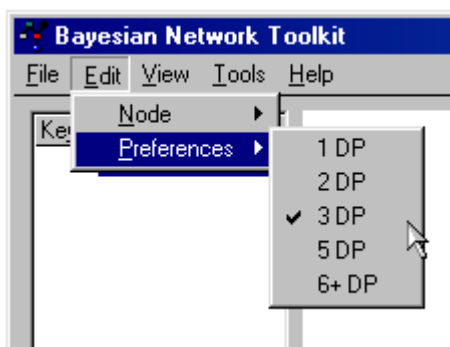 Bayesian Network Toolkit
File Edit View Tools Help
Node
Preferences
1 DP
2 DP
3 DP
5 DP
6+ DP